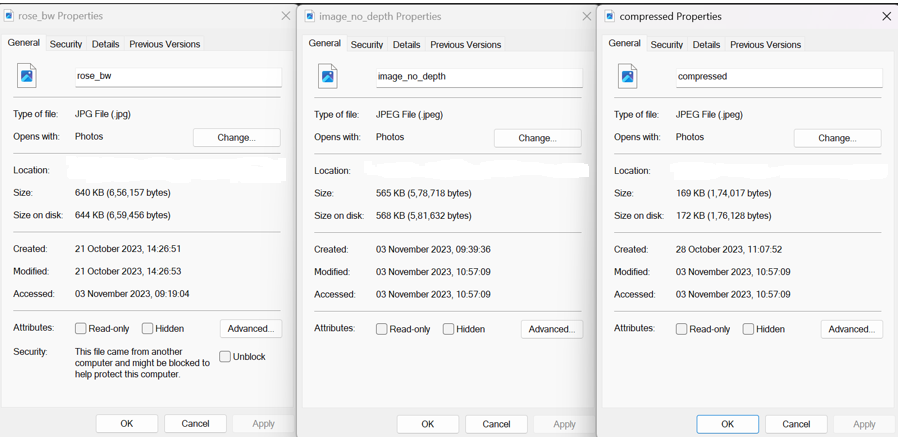 rose_bw Properties
General Security Details Previous Versions
rose_bw
Type of file: JPG File (.jpg)
Opens with: Photos Change...
Location:
Size: 640 KB (6,56,157 bytes)
Size on disk: 644 KB (6,59,456 bytes)
Created: 21 October 2023, 14:26:51
Modified: 21 October 2023, 14:26:53
Accessed: 03 November 2023, 09:19:04
Attributes: Read-only Hidden Advanced...
Security: This file came from another
computer and might be blocked to
help protect this computer.
Unblock
OK Cancel Apply
image_no_depth Properties
General Security Details Previous Versions
image_no_depth
Type of file: JPEG File (.jpeg)
Opens with: Photos Change...
Location:
Size: 565 KB (5,78,718 bytes)
Size on disk: 568 KB (5,81,632 bytes)
Created: 03 November 2023, 09:39:36
Modified: 03 November 2023, 10:57:09
Accessed: 03 November 2023, 10:57:09
Attributes: Read-only Hidden Advanced...
OK Cancel Apply
compressed Properties
General Security Details Previous Versions
compressed
Type of file: JPEG File (.jpeg)
Opens with: Photos Change...
Location:
Size: 169 KB (1,74,017 bytes)
Size on disk: 172 KB (1,76,128 bytes)
Created: 28 October 2023, 11:07:52
Modified: 03 November 2023, 10:57:09
Accessed: 03 November 2023, 10:57:09
Attributes: Read-only Hidden Advanced...
OK Cancel Apply